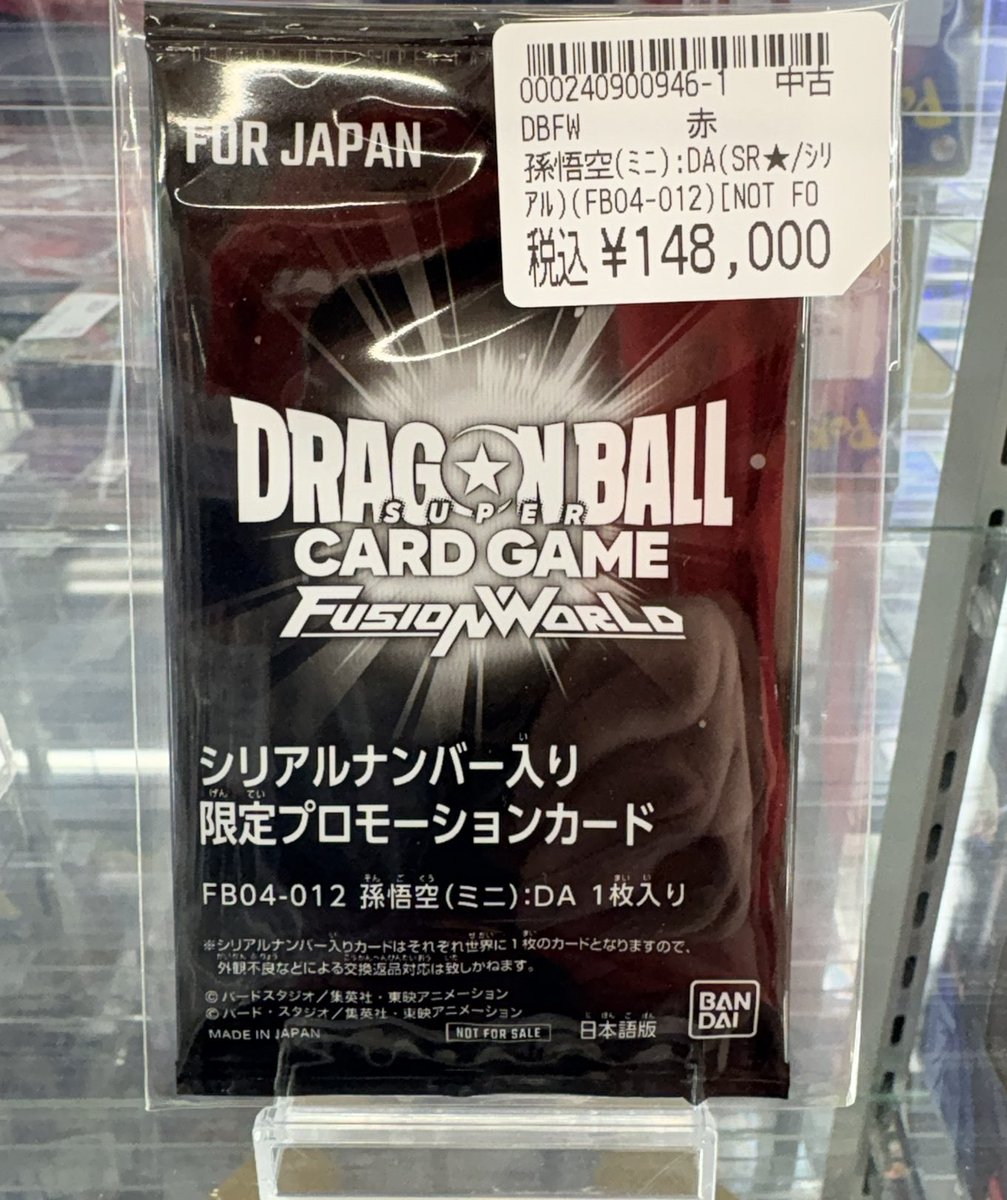 000240900946-1 中古
DBFW 赤
孫悟空(ミニ):DA(SR★/シリ
アル)(FB04-012)[NOT FO
税込 ¥148,000
FOR JAPAN
DRAGON BALL
SUPER
CARD GAME
FUSION WORLD
シリアルナンバー入り
限定プロモーションカード
FB04-012 孫悟空(ミニ):DA 1枚入り
※シリアルナンバー入りカードはそれぞれ世界に1枚のカードとなりますので、
外観不良などによる交換返品対応は致しかねます。
©バードスタジオ/集英社・東映アニメーション
©バード・スタジオ/集英社・東映アニメーション
MADE IN JAPAN NOT FOR SALE 日本語版 BANDAI